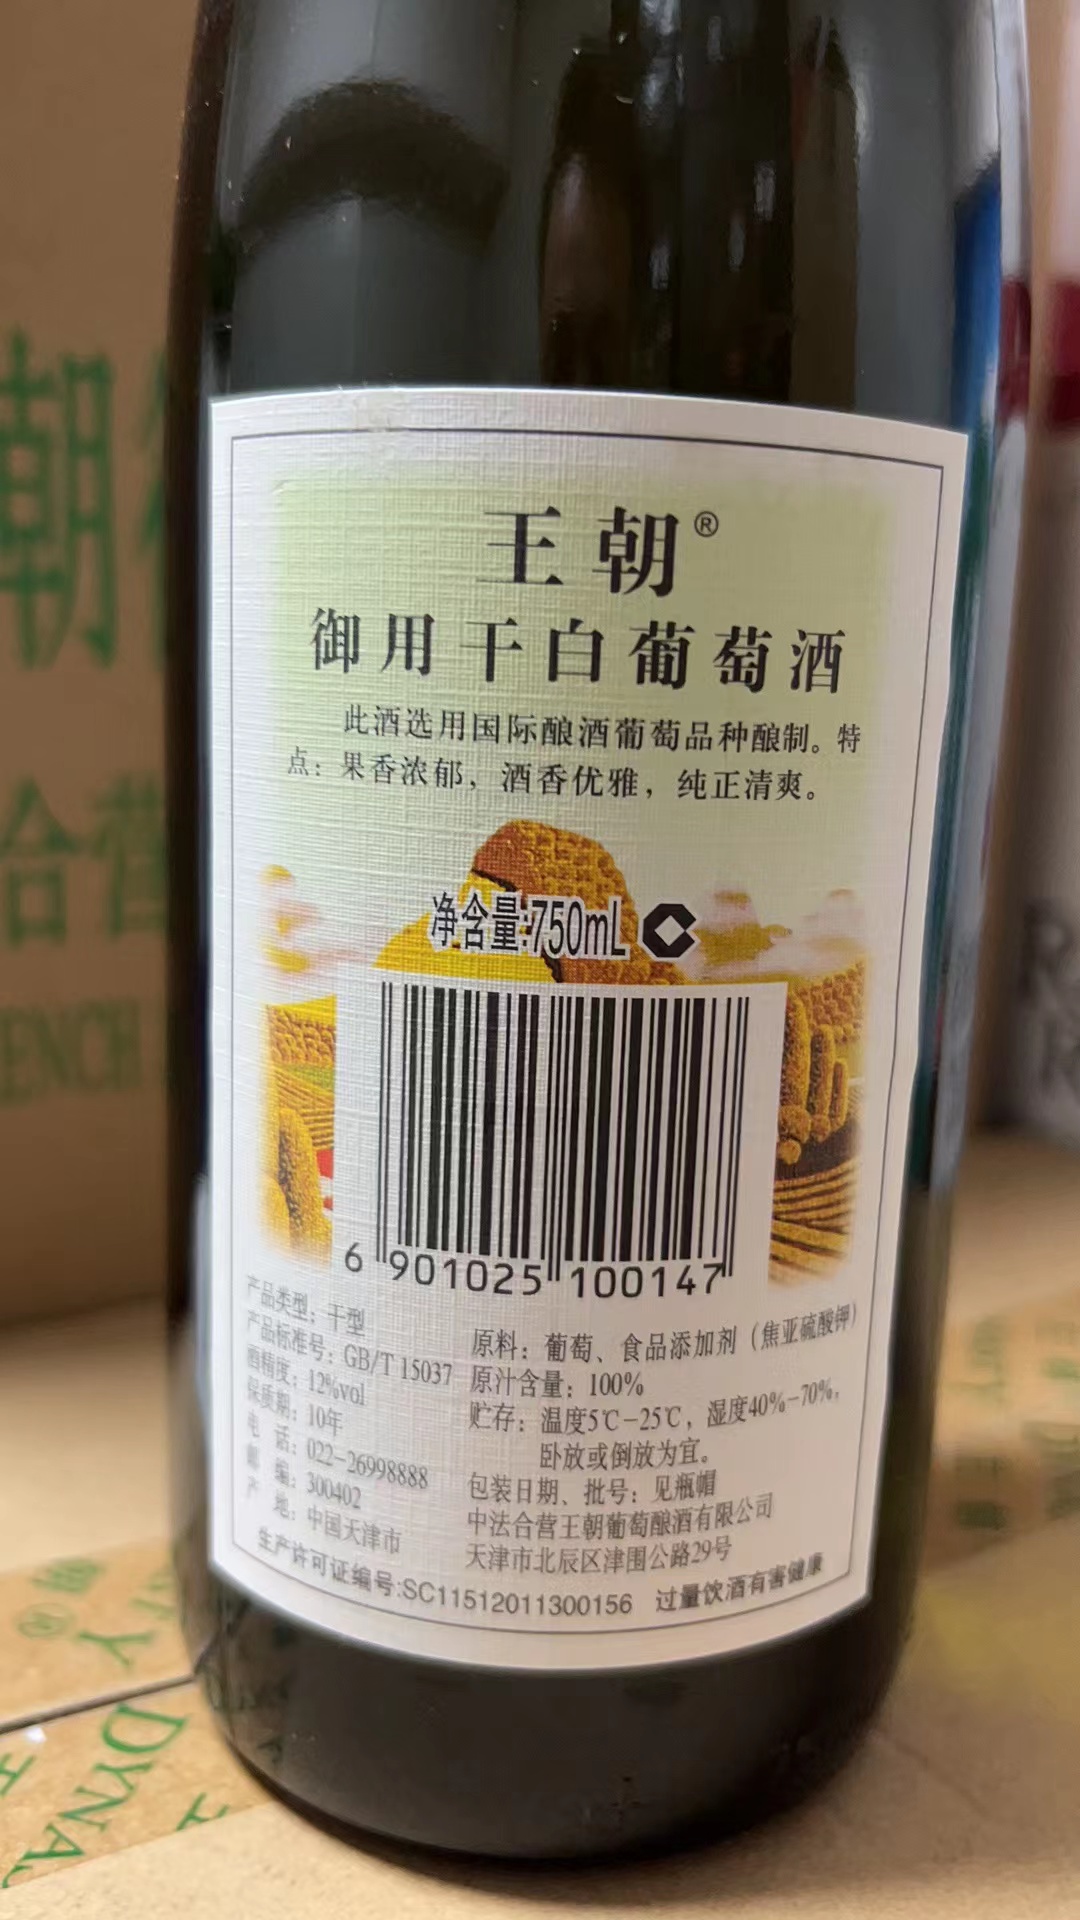 王朝®
御用干白葡萄酒
此酒选用国际酿酒葡萄品种酿制。特
点：果香浓郁，酒香优雅，纯正清爽。
净含量:750mL
6 901025 100147
产品类型：干型
产品标准号：GB/T 15037
酒精度：12%vol
保质期：10年
电 话：022-26998888
邮 编：300402
产 地：中国天津市
原料：葡萄、食品添加剂（焦亚硫酸钾）
原汁含量：100%
贮存：温度5℃-25℃，湿度40%-70%，
卧放或倒放为宜。
包装日期、批号：见瓶帽
中法合营王朝葡萄酿酒有限公司
天津市北辰区津围公路29号
生产许可证编号:SC11512011300156 过量饮酒有害健康
朝
合营
ENCH
DYNA